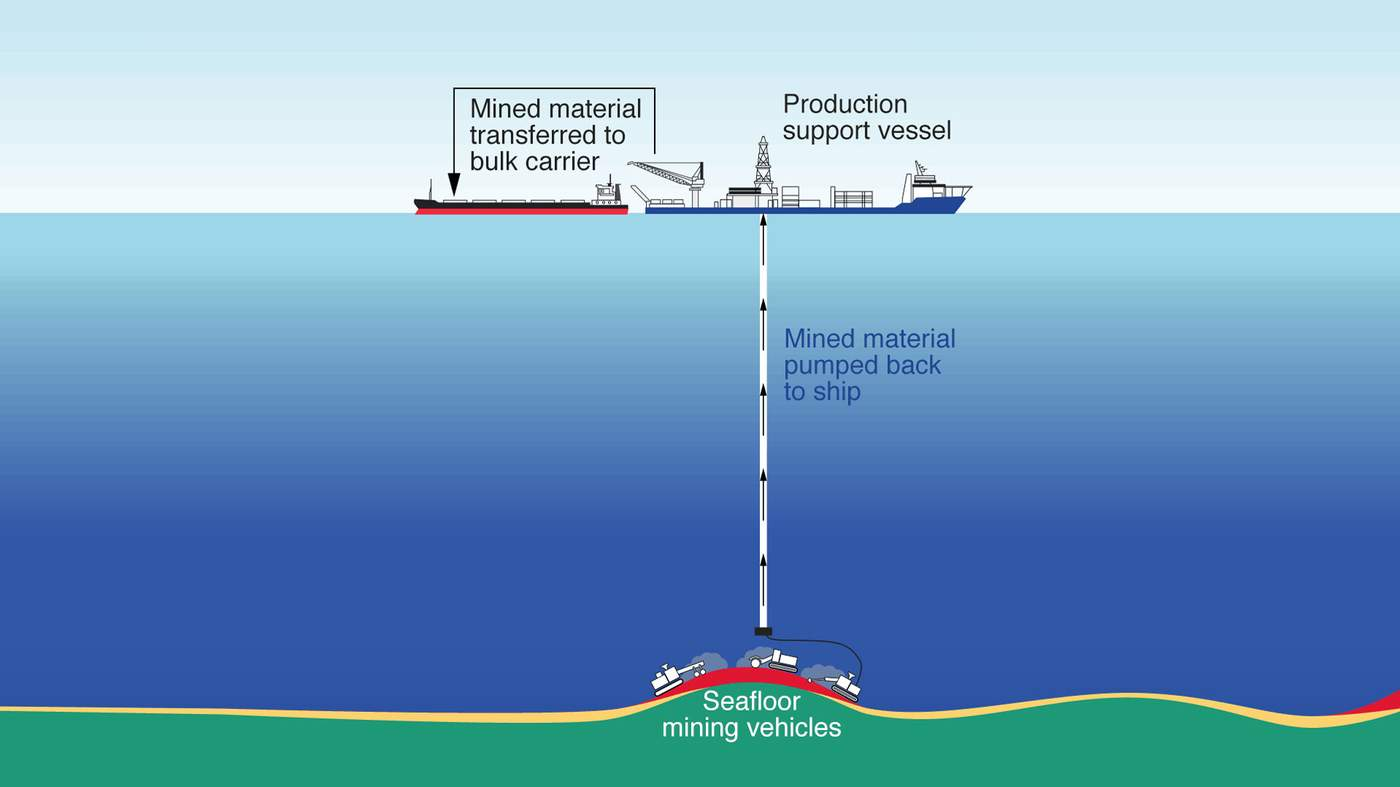 Mined material
transferred to
bulk carrier
Production
support vessel
Mined material
pumped back
to ship
Seafloor
mining vehicles